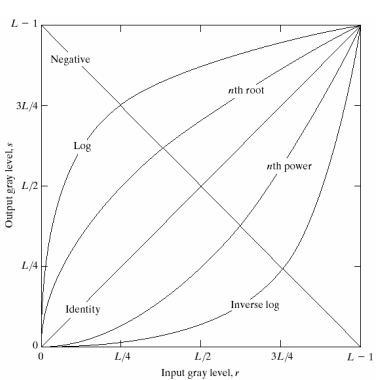 L − 1
Negative
nth root
3L/4
Log
Output gray level, s
L/2
nth power
L/4
Identity
Inverse log
0
0
L/4
L/2
3L/4
L − 1
Input gray level, r